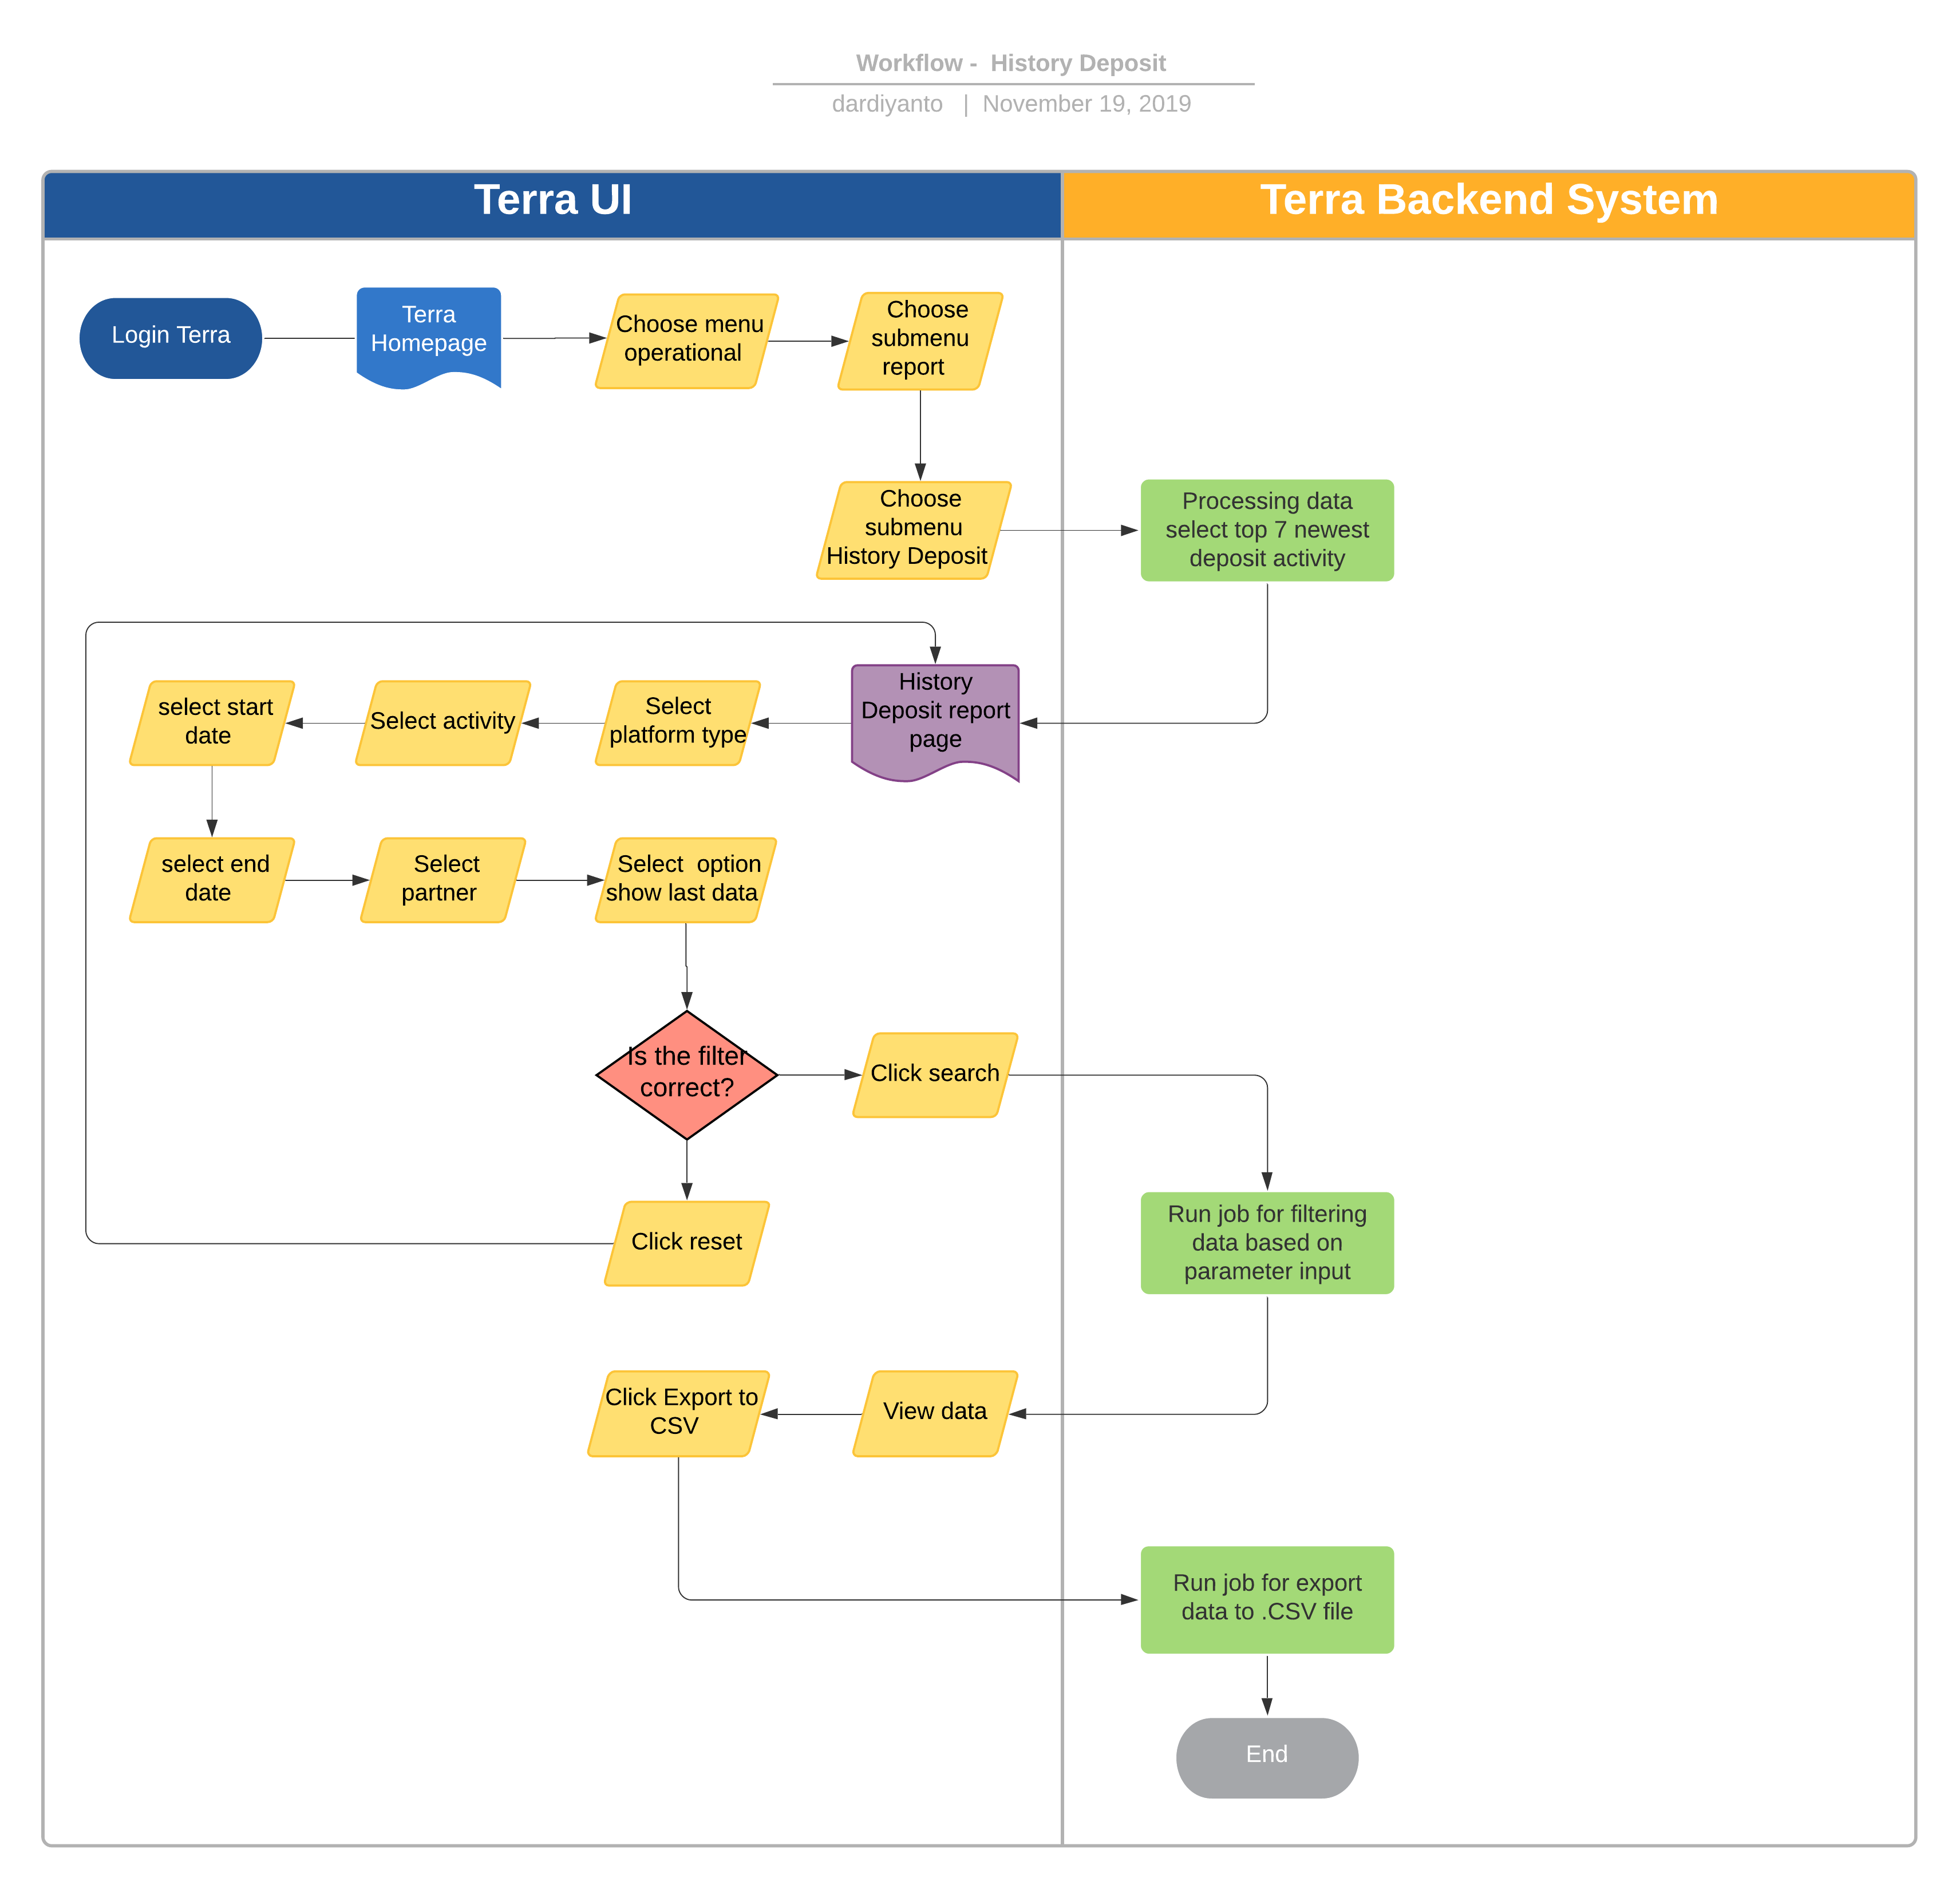 Workflow -  History Deposit
dardiyanto   |  November 19, 2019
Terra UI
Terra Backend System
Login Terra
Terra
Homepage
Choose menu
operational
Choose
submenu
report
Choose
submenu
History Deposit
Processing data
select top 7 newest
deposit activity
History
Deposit report
page
Select
platform type
Select activity
select start
date
select end
date
Select
partner
Select  option
show last data
Is the filter
correct?
Click search
Click reset
Run job for filtering
data based on
parameter input
View data
Click Export to
CSV
Run job for export
data to .CSV file
End